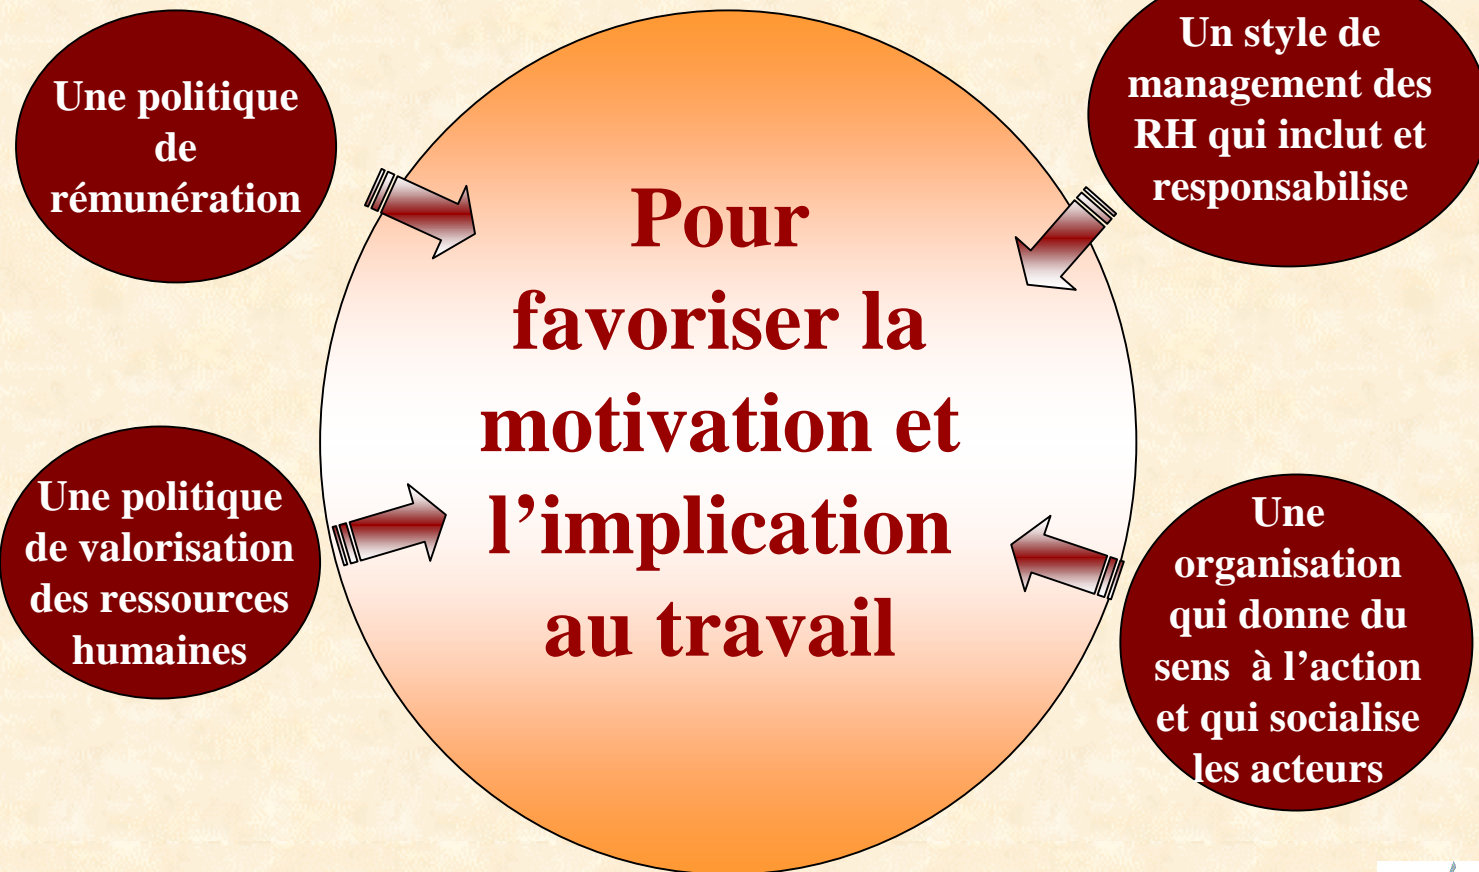 Une politique
de
rémunération
Un style de
management des
RH qui inclut et
responsabilise
Pour
favoriser la
motivation et
l’implication
au travail
Une politique
de valorisation
des ressources
humaines
Une
organisation
qui donne du
sens  à l’action
et qui socialise
les acteurs